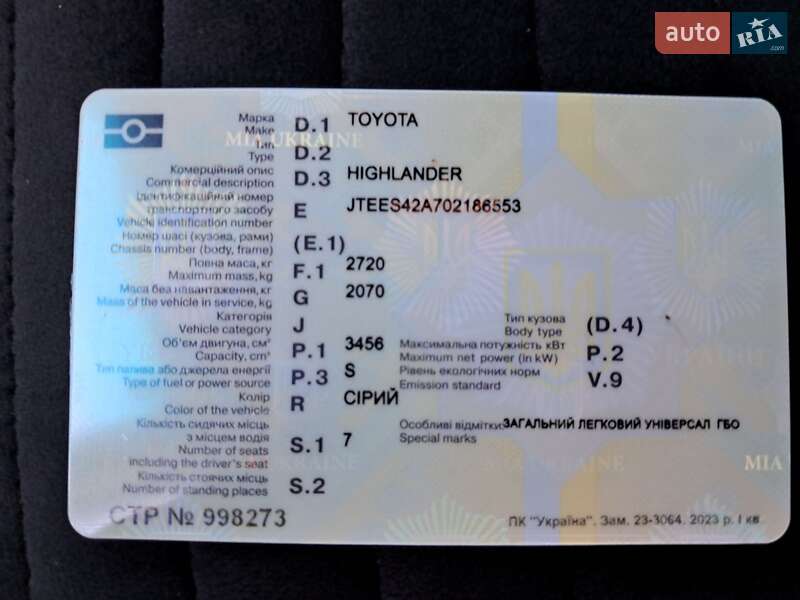 auto RIA .com
Марка D.1 TOYOTA
Make
MIA UKRAINE
Тип D.2
Type
Комерційний опис D.3 HIGHLANDER
Commercial description
Ідентифікаційний номер
транспортного засобу E JTEES42A702186553
Vehicle identification number
Номер шасі (кузова, рами) (E.1)
Chassis number (body, frame)
Повна маса, кг F.1 2720
Maximum mass, kg
Маса без навантаження, кг G 2070
Mass of the vehicle in service, kg
Категорія J Тип кузова (D.4)
Vehicle category Body type
Об'єм двигуна, см³ P.1 3456 Максимальна потужність кВт P.2
Capacity, cm³ Maximum net power (in kW)
Тип палива або джерела енергії P.3 S Рівень екологічних норм V.9
Type of fuel or power source Emission standard
Колір R СІРИЙ
Color of the vehicle
Кількість сидячих місць Особливі відмітки ЗАГАЛЬНИЙ ЛЕГКОВИЙ УНІВЕРСАЛ ГБО
з місцем водія S.1 7 Special marks
Number of seats
including the driver's seat
MIA
Кількість стоячих місць S.2
Number of standing places
СТР № 998273
ПК "Україна". Зам. 23-3064. 2023 р. І кв.